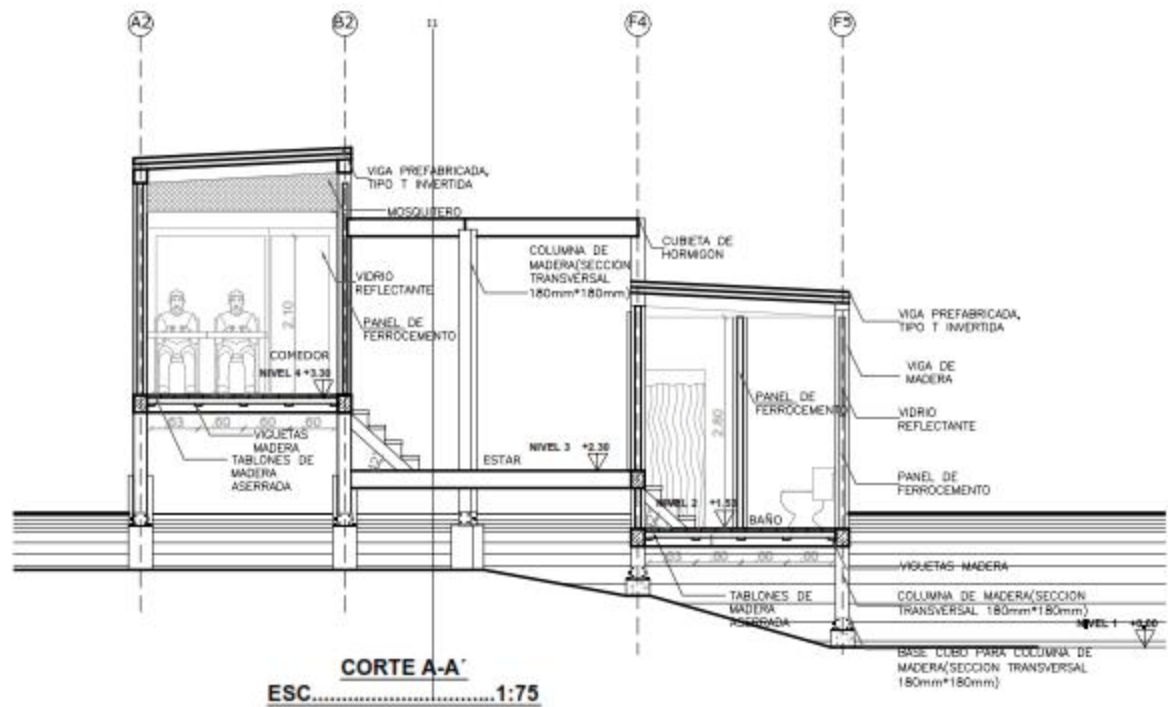 A2
B2
11
F4
F5
VIGA PREFABRICADA,
TIPO T INVERTIDA
MOSQUITERO
COLUMNA DE
MADERA(SECCION
TRANSVERSAL
180mm*180mm)
CUBIETA DE
HORMIGON
VIDRIO
REFLECTANTE
2.10
PANEL DE
FERROCEMENTO
COMEDOR
NIVEL 4 +3.30
VIGA PREFABRICADA,
TIPO T INVERTIDA
VIGA DE
MADERA
PANEL DE
FERROCEMENTO
2.80
VIDRIO
REFLECTANTE
.63 .60 .60 .60
VIGUETAS
MADERA
TABLONES DE
MADERA
ASERRADA
ESTAR
NIVEL 3 +2.30
PANEL DE
FERROCEMENTO
NIVEL 2 +1.53
BAÑO
VIGUETAS MADERA
TABLONES DE
MADERA
ASERRADA
COLUMNA DE MADERA(SECCION
TRANSVERSAL 180mm*180mm)
NIVEL 1 +0.00
BASE CUBO PARA COLUMNA DE
MADERA(SECCION TRANSVERSAL
180mm*180mm)
CORTE A-A´
ESC..............................1:75